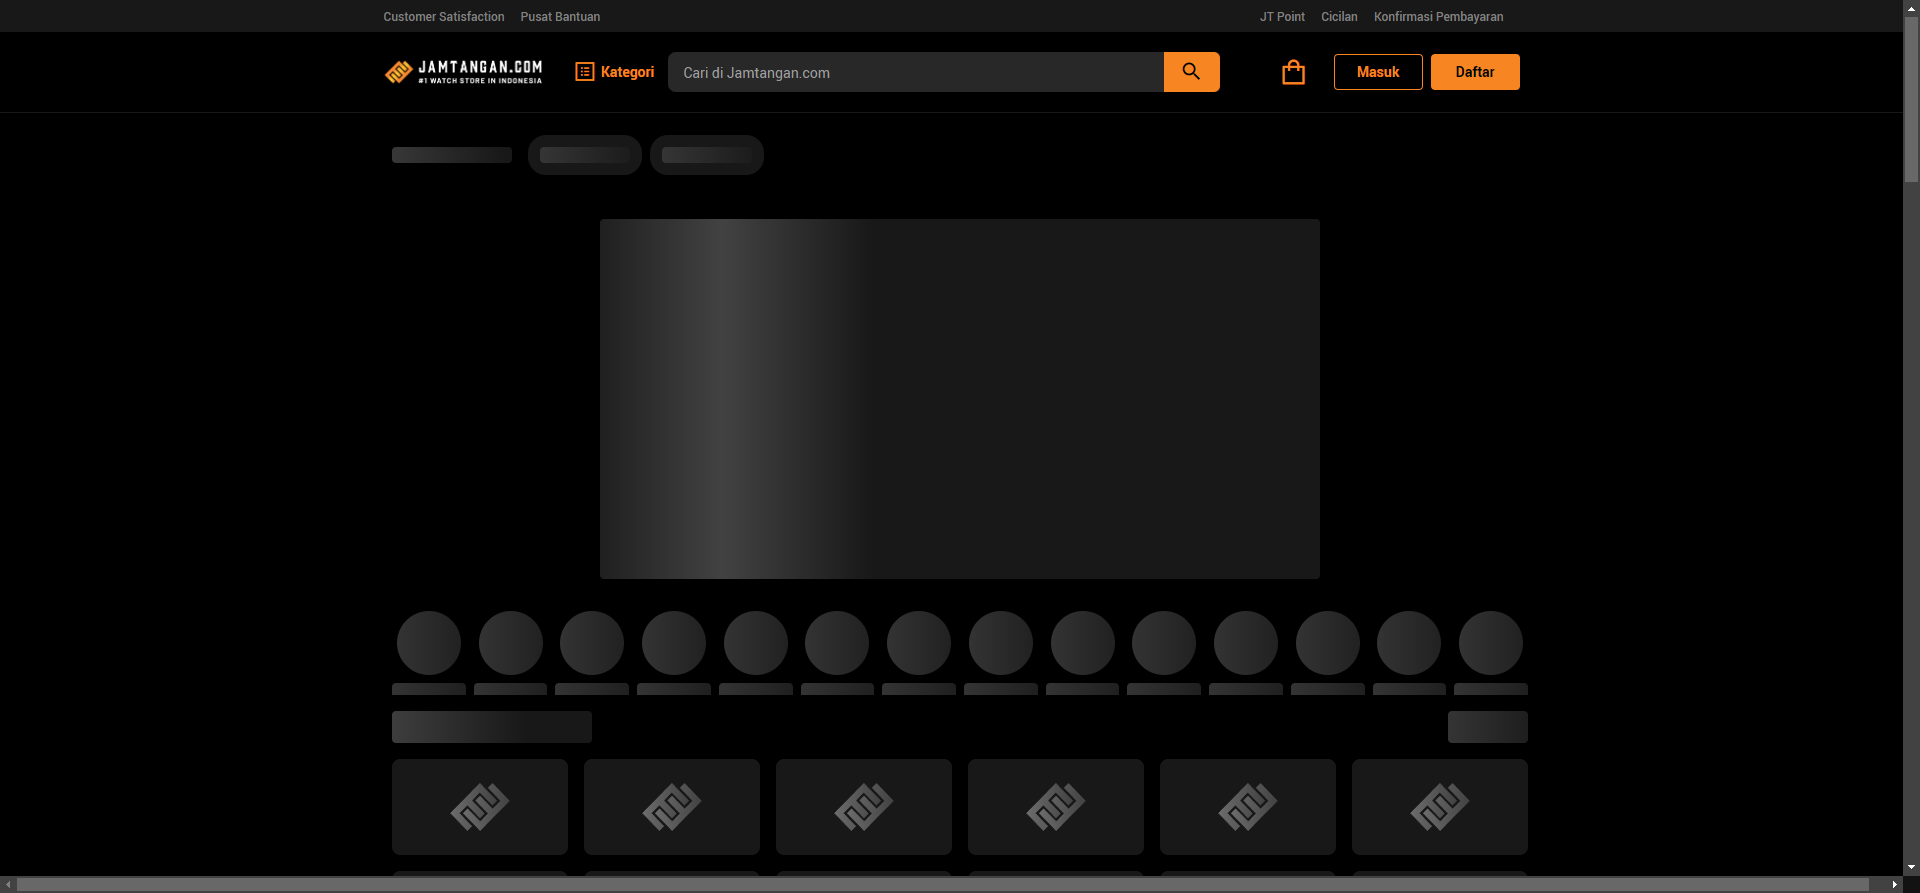 Customer Satisfaction Pusat Bantuan JT Point Cicilan Konfirmasi Pembayaran
JAMTANGAN.COM
#1 WATCH STORE IN INDONESIA
Kategori
Cari di Jamtangan.com
Masuk
Daftar